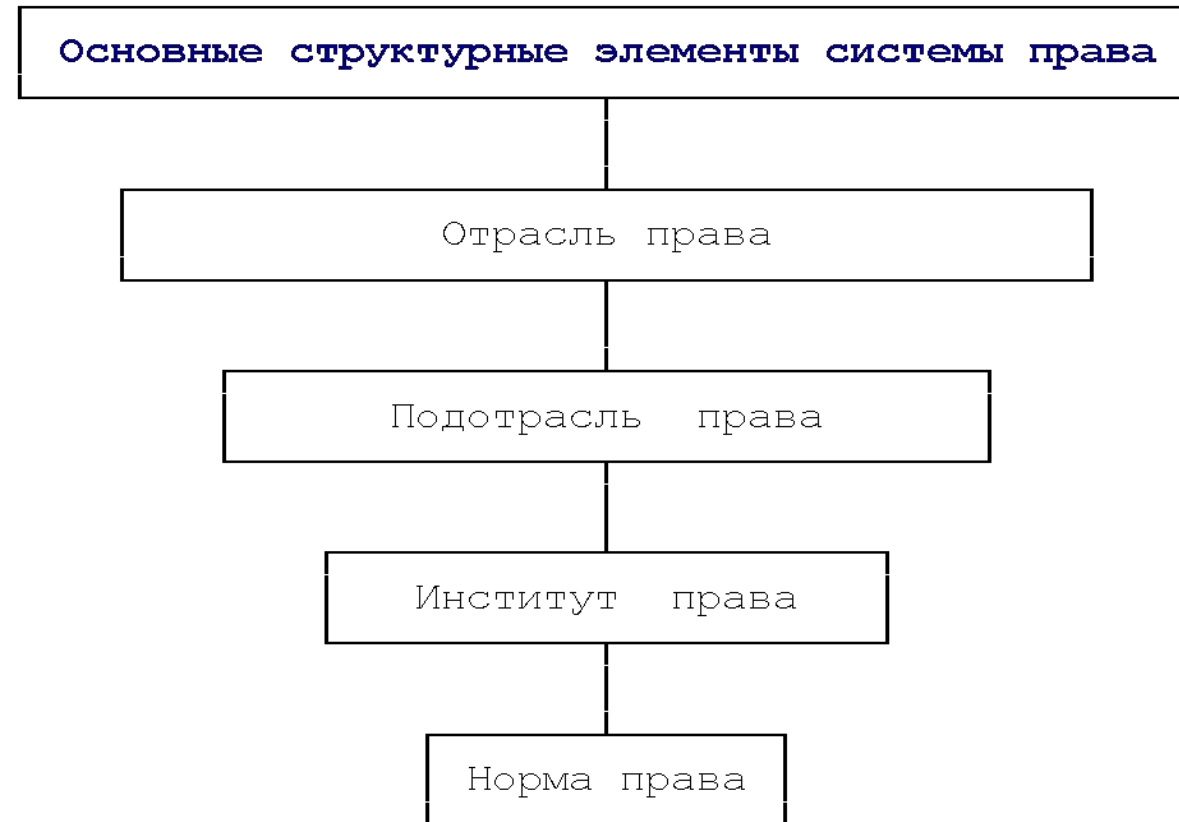 Основные структурные элементы системы права
Отрасль права
Подотрасль права
Институт права
Норма права